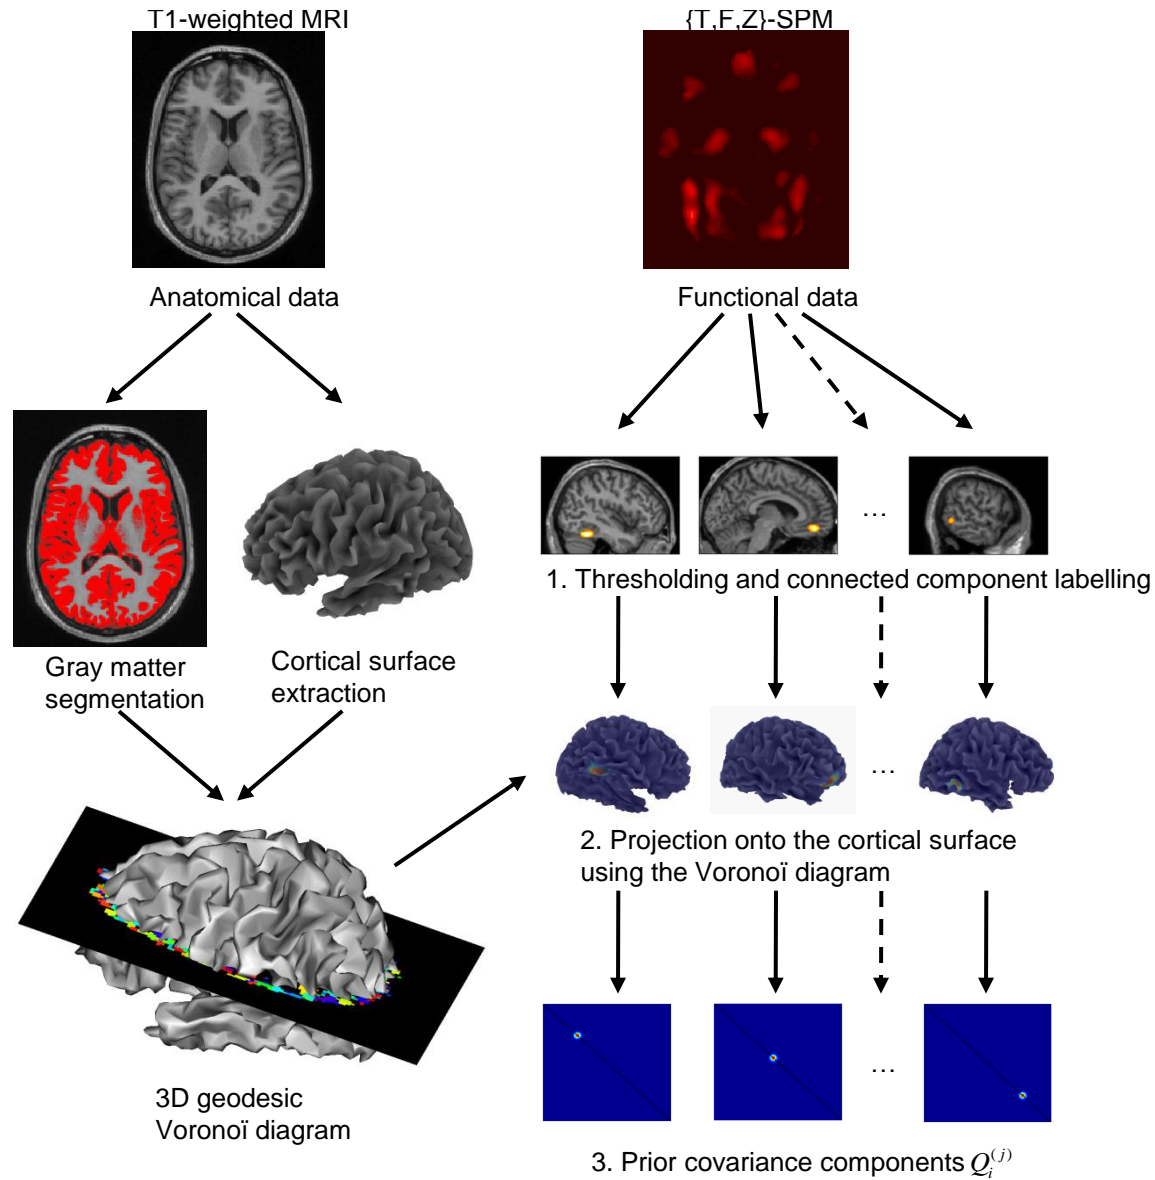 T1-weighted MRI
{T,F,Z}-SPM
Anatomical data
Functional data
...
1. Thresholding and connected component labelling
Gray matter
segmentation
Cortical surface
extraction
...
2. Projection onto the cortical surface
using the Voronoï diagram
...
3D geodesic
Voronoï diagram
3. Prior covariance components Q_i^(j)